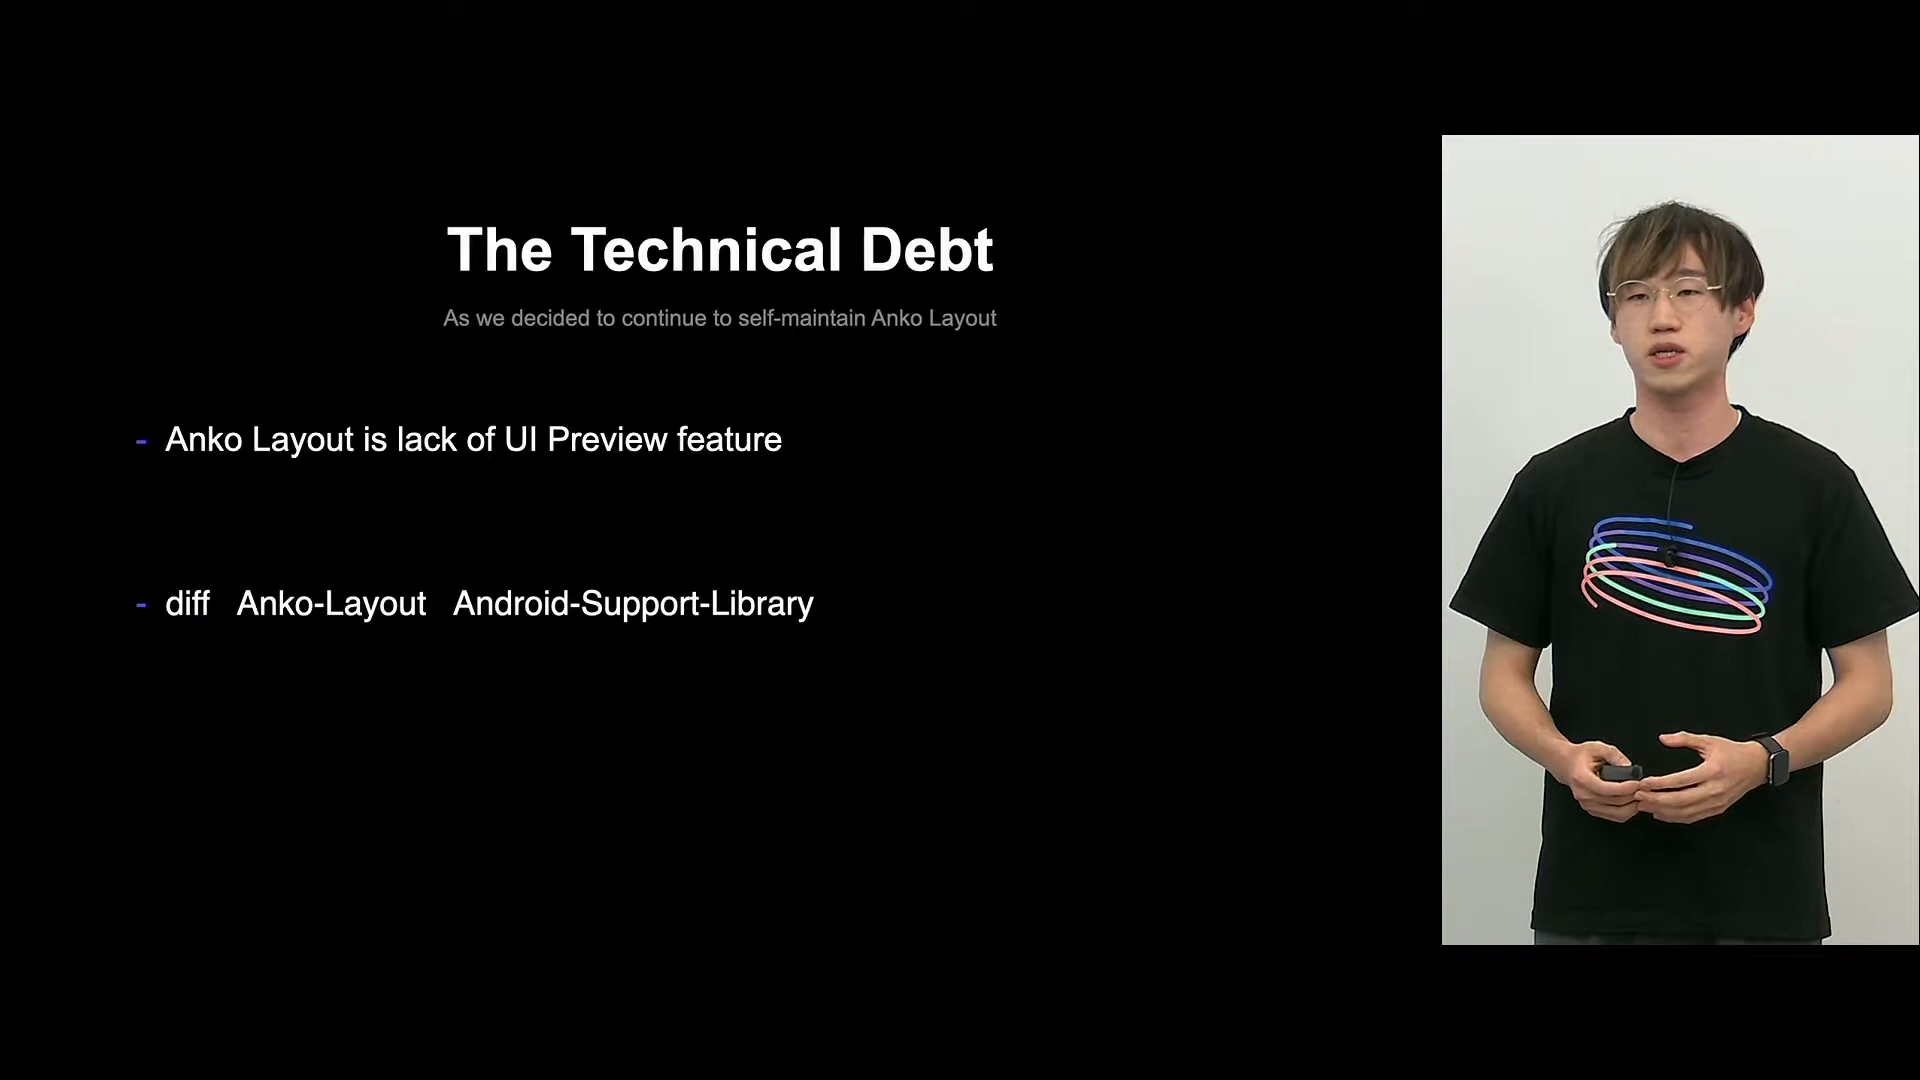 The Technical Debt
As we decided to continue to self-maintain Anko Layout
- Anko Layout is lack of UI Preview feature
- diff Anko-Layout Android-Support-Library